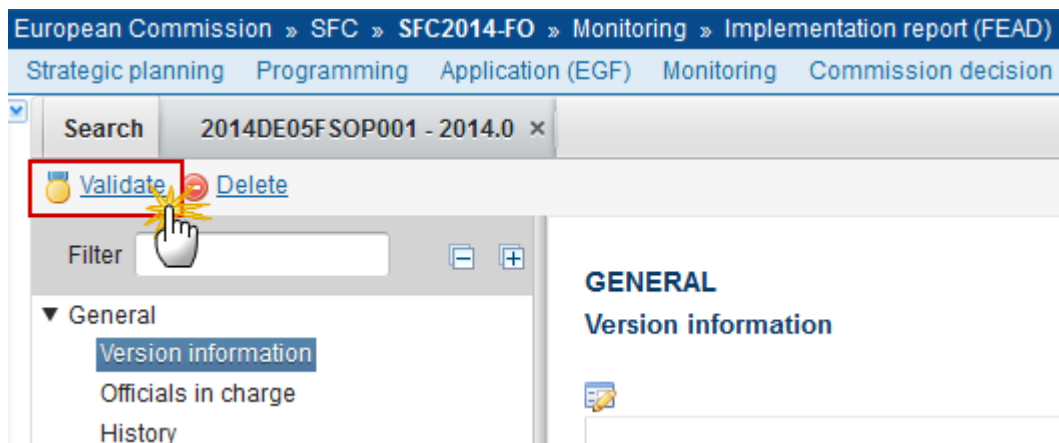 European Commission » SFC » SFC2014-FO » Monitoring » Implementation report (FEAD)
Strategic planning Programming Application (EGF) Monitoring Commission decision
Search 2014DE05FSOP001 - 2014.0 ×
Validate Delete
Filter
GENERAL
▼ General
Version information
Version information
Officials in charge
History